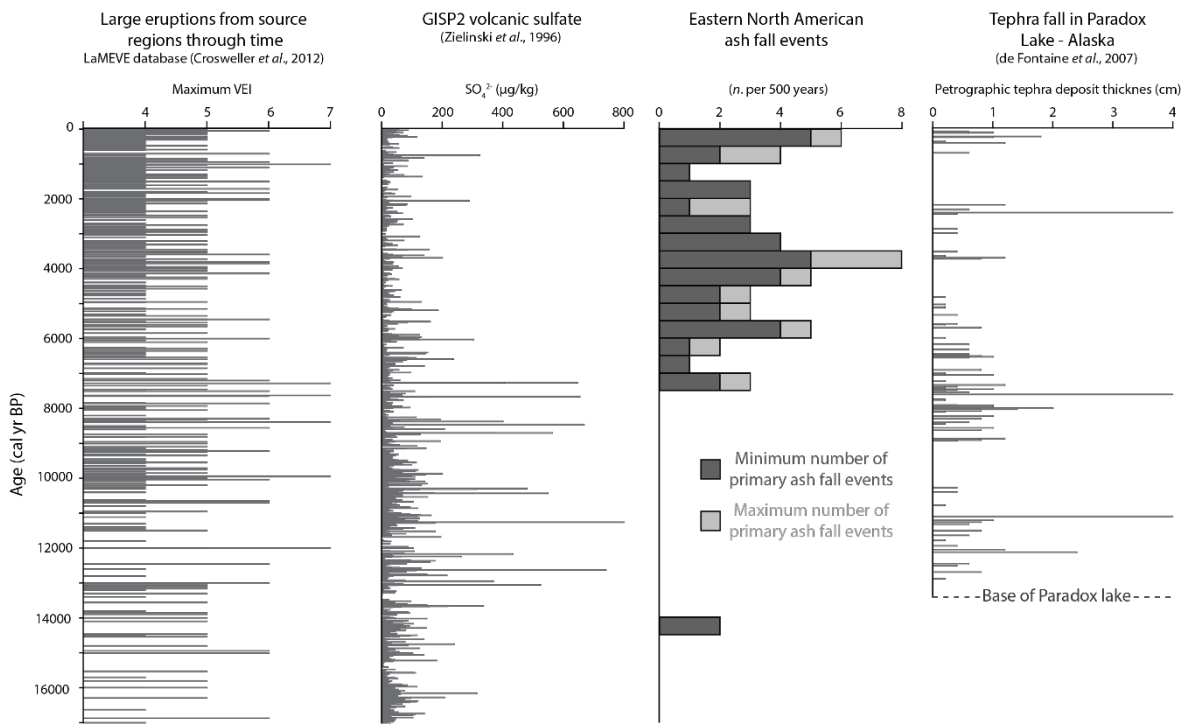 Large eruptions from source
regions through time
LaMEVE database (Crosweller et al., 2012)
Maximum VEI
4 5 6 7
GISP2 volcanic sulfate
(Zielinski et al., 1996)
SO₄²⁻ (µg/kg)
0 200 400 600 800
Eastern North American
ash fall events
(n. per 500 years)
0 2 4 6 8
Tephra fall in Paradox
Lake - Alaska
(de Fontaine et al., 2007)
Petrographic tephra deposit thicknes (cm)
0 1 2 3 4
Age (cal yr BP)
0
2000
4000
6000
8000
10000
12000
14000
16000
Minimum number of
primary ash fall events
Maximum number of
primary ash fall events
Base of Paradox lake